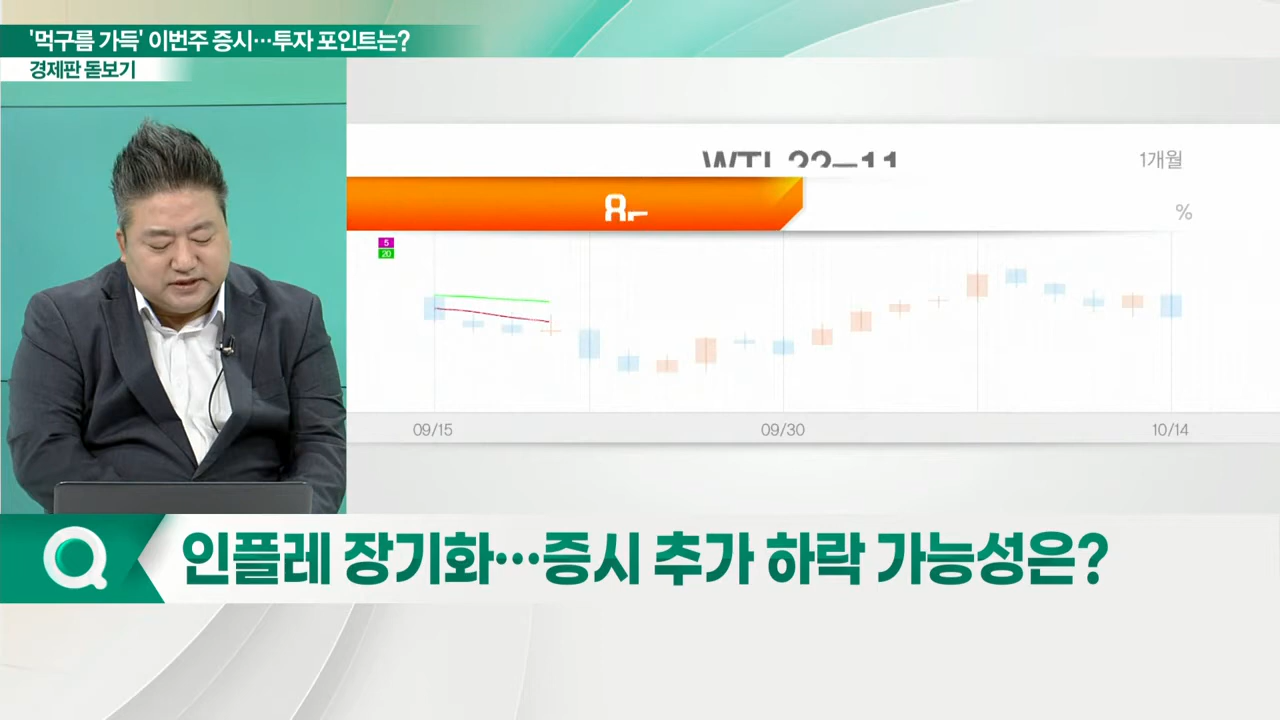 '먹구름 가득' 이번주 증시…투자 포인트는?
경제판 돋보기
1개월
%
5
20
09/15
09/30
10/14
인플레 장기화…증시 추가 하락 가능성은?